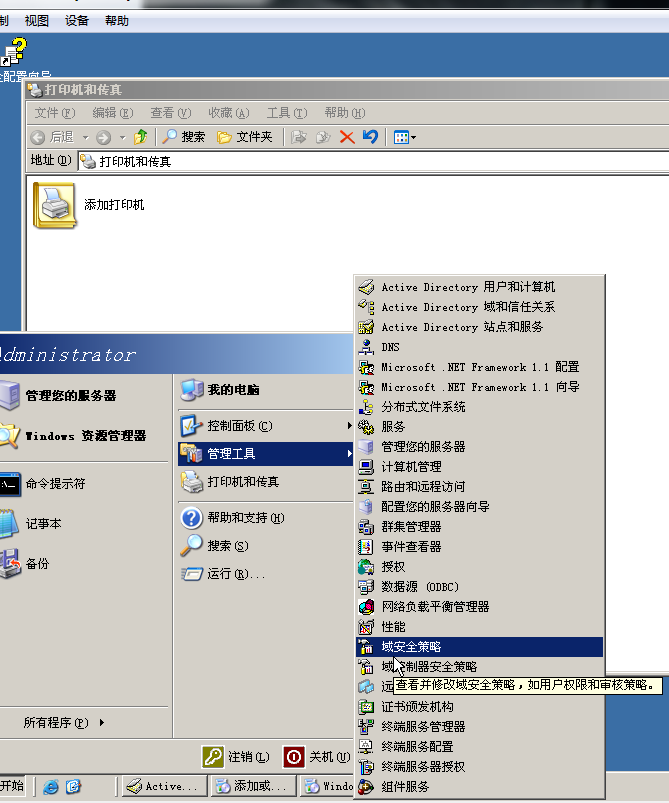 制 视图 设备 帮助
全配置向导
打印机和传真
文件(F) 编辑(E) 查看(V) 收藏(A) 工具(T) 帮助(H)
后退 搜索 文件夹
地址(D) 打印机和传真
添加打印机
Administrator
管理您的服务器
Windows 资源管理器
命令提示符
记事本
备份
所有程序(P)
我的电脑
控制面板(C)
管理工具
打印机和传真
帮助和支持(H)
搜索(S)
运行(R)...
注销(L) 关机(U)
Active Directory 用户和计算机
Active Directory 域和信任关系
Active Directory 站点和服务
DNS
Microsoft .NET Framework 1.1 配置
Microsoft .NET Framework 1.1 向导
分布式文件系统
服务
管理您的服务器
计算机管理
路由和远程访问
配置您的服务器向导
群集管理器
事件查看器
授权
数据源 (ODBC)
网络负载平衡管理器
性能
域安全策略
域控制器安全策略
远
查看并修改域安全策略，如用户权限和审核策略。
证书颁发机构
终端服务管理器
终端服务配置
终端服务器授权
组件服务
开始 Active... 添加或... Windo